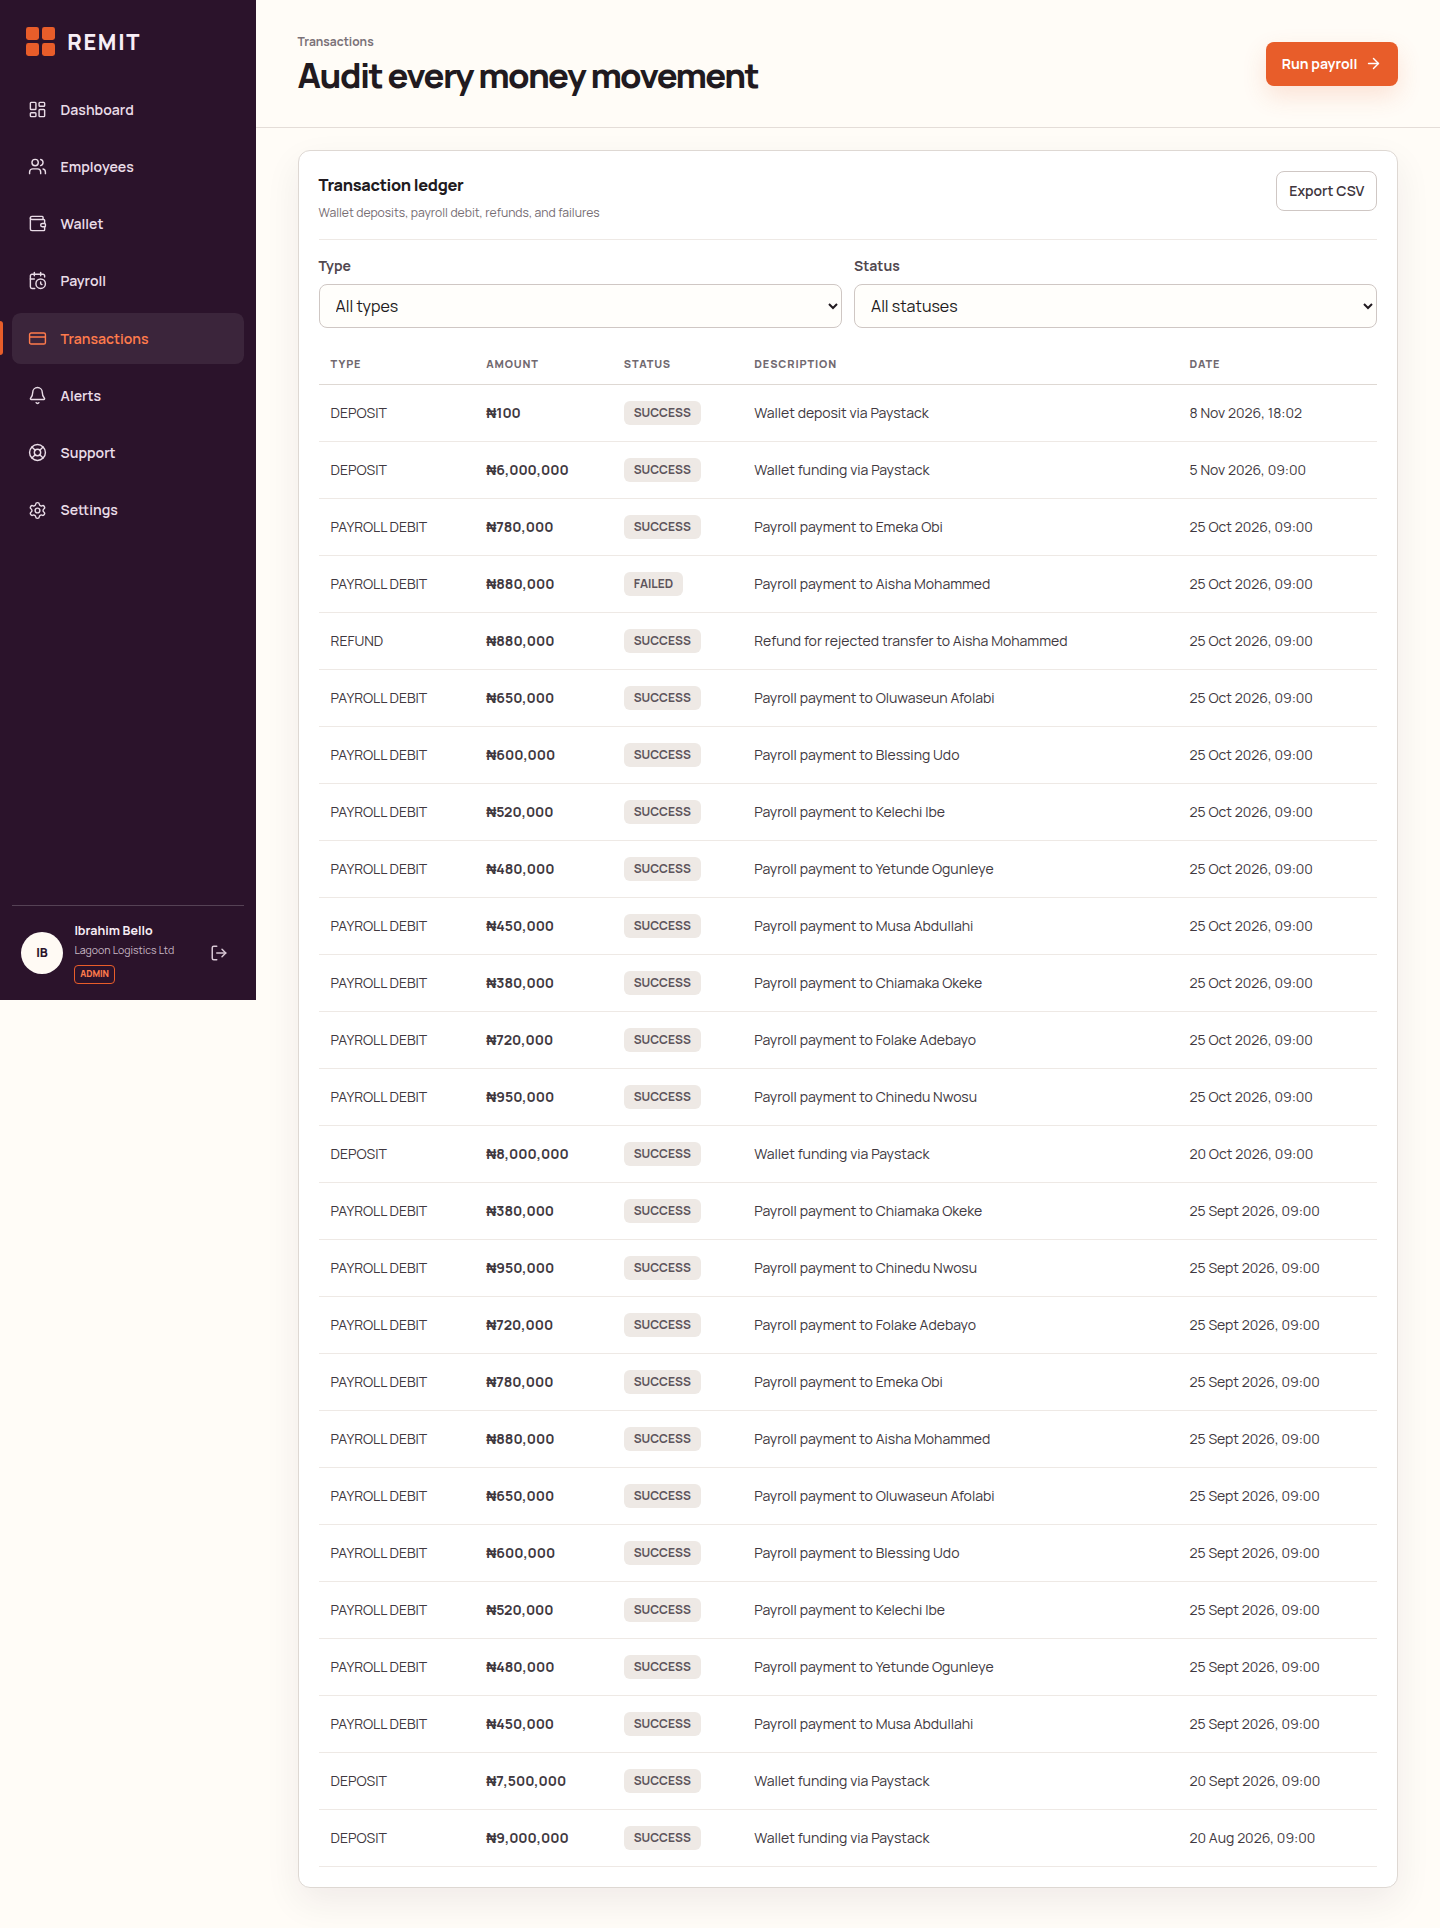 REMIT
Dashboard
Employees
Wallet
Payroll
Transactions
Alerts
Support
Settings
IB
Ibrahim Bello
Lagoon Logistics Ltd
ADMIN
Transactions
Audit every money movement
Run payroll
Transaction ledger
Wallet deposits, payroll debit, refunds, and failures
Export CSV
Type Status
All types All statuses
TYPE AMOUNT STATUS DESCRIPTION DATE
DEPOSIT ₦100 SUCCESS Wallet deposit via Paystack 8 Nov 2026, 18:02
DEPOSIT ₦6,000,000 SUCCESS Wallet funding via Paystack 5 Nov 2026, 09:00
PAYROLL DEBIT ₦780,000 SUCCESS Payroll payment to Emeka Obi 25 Oct 2026, 09:00
PAYROLL DEBIT ₦880,000 FAILED Payroll payment to Aisha Mohammed 25 Oct 2026, 09:00
REFUND ₦880,000 SUCCESS Refund for rejected transfer to Aisha Mohammed 25 Oct 2026, 09:00
PAYROLL DEBIT ₦650,000 SUCCESS Payroll payment to Oluwaseun Afolabi 25 Oct 2026, 09:00
PAYROLL DEBIT ₦600,000 SUCCESS Payroll payment to Blessing Udo 25 Oct 2026, 09:00
PAYROLL DEBIT ₦520,000 SUCCESS Payroll payment to Kelechi Ibe 25 Oct 2026, 09:00
PAYROLL DEBIT ₦480,000 SUCCESS Payroll payment to Yetunde Ogunleye 25 Oct 2026, 09:00
PAYROLL DEBIT ₦450,000 SUCCESS Payroll payment to Musa Abdullahi 25 Oct 2026, 09:00
PAYROLL DEBIT ₦380,000 SUCCESS Payroll payment to Chiamaka Okeke 25 Oct 2026, 09:00
PAYROLL DEBIT ₦720,000 SUCCESS Payroll payment to Folake Adebayo 25 Oct 2026, 09:00
PAYROLL DEBIT ₦950,000 SUCCESS Payroll payment to Chinedu Nwosu 25 Oct 2026, 09:00
DEPOSIT ₦8,000,000 SUCCESS Wallet funding via Paystack 20 Oct 2026, 09:00
PAYROLL DEBIT ₦380,000 SUCCESS Payroll payment to Chiamaka Okeke 25 Sept 2026, 09:00
PAYROLL DEBIT ₦950,000 SUCCESS Payroll payment to Chinedu Nwosu 25 Sept 2026, 09:00
PAYROLL DEBIT ₦720,000 SUCCESS Payroll payment to Folake Adebayo 25 Sept 2026, 09:00
PAYROLL DEBIT ₦780,000 SUCCESS Payroll payment to Emeka Obi 25 Sept 2026, 09:00
PAYROLL DEBIT ₦880,000 SUCCESS Payroll payment to Aisha Mohammed 25 Sept 2026, 09:00
PAYROLL DEBIT ₦650,000 SUCCESS Payroll payment to Oluwaseun Afolabi 25 Sept 2026, 09:00
PAYROLL DEBIT ₦600,000 SUCCESS Payroll payment to Blessing Udo 25 Sept 2026, 09:00
PAYROLL DEBIT ₦520,000 SUCCESS Payroll payment to Kelechi Ibe 25 Sept 2026, 09:00
PAYROLL DEBIT ₦480,000 SUCCESS Payroll payment to Yetunde Ogunleye 25 Sept 2026, 09:00
PAYROLL DEBIT ₦450,000 SUCCESS Payroll payment to Musa Abdullahi 25 Sept 2026, 09:00
DEPOSIT ₦7,500,000 SUCCESS Wallet funding via Paystack 20 Sept 2026, 09:00
DEPOSIT ₦9,000,000 SUCCESS Wallet funding via Paystack 20 Aug 2026, 09:00